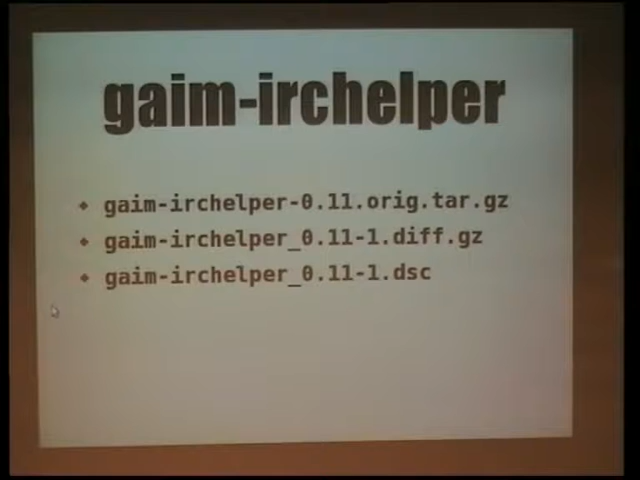 gaim-irchelper
gaim-irchelper-0.11.orig.tar.gz
gaim-irchelper_0.11-1.diff.gz
gaim-irchelper_0.11-1.dsc